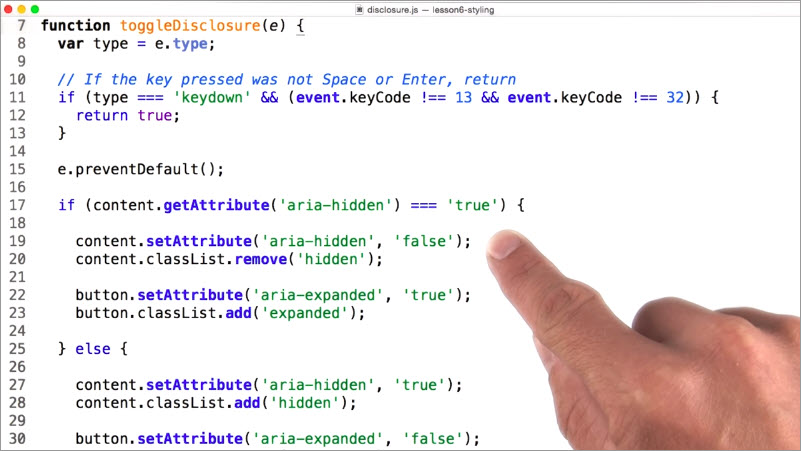 disclosure.js — lesson6-styling
7 function toggleDisclosure(e) {
8 var type = e.type;
9
10 // If the key pressed was not Space or Enter, return
11 if (type === 'keydown' && (event.keyCode !== 13 && event.keyCode !== 32)) {
12 return true;
13 }
14
15 e.preventDefault();
16
17 if (content.getAttribute('aria-hidden') === 'true') {
18
19 content.setAttribute('aria-hidden', 'false');
20 content.classList.remove('hidden');
21
22 button.setAttribute('aria-expanded', 'true');
23 button.classList.add('expanded');
24
25 } else {
26
27 content.setAttribute('aria-hidden', 'true');
28 content.classList.add('hidden');
29
30 button.setAttribute('aria-expanded', 'false');